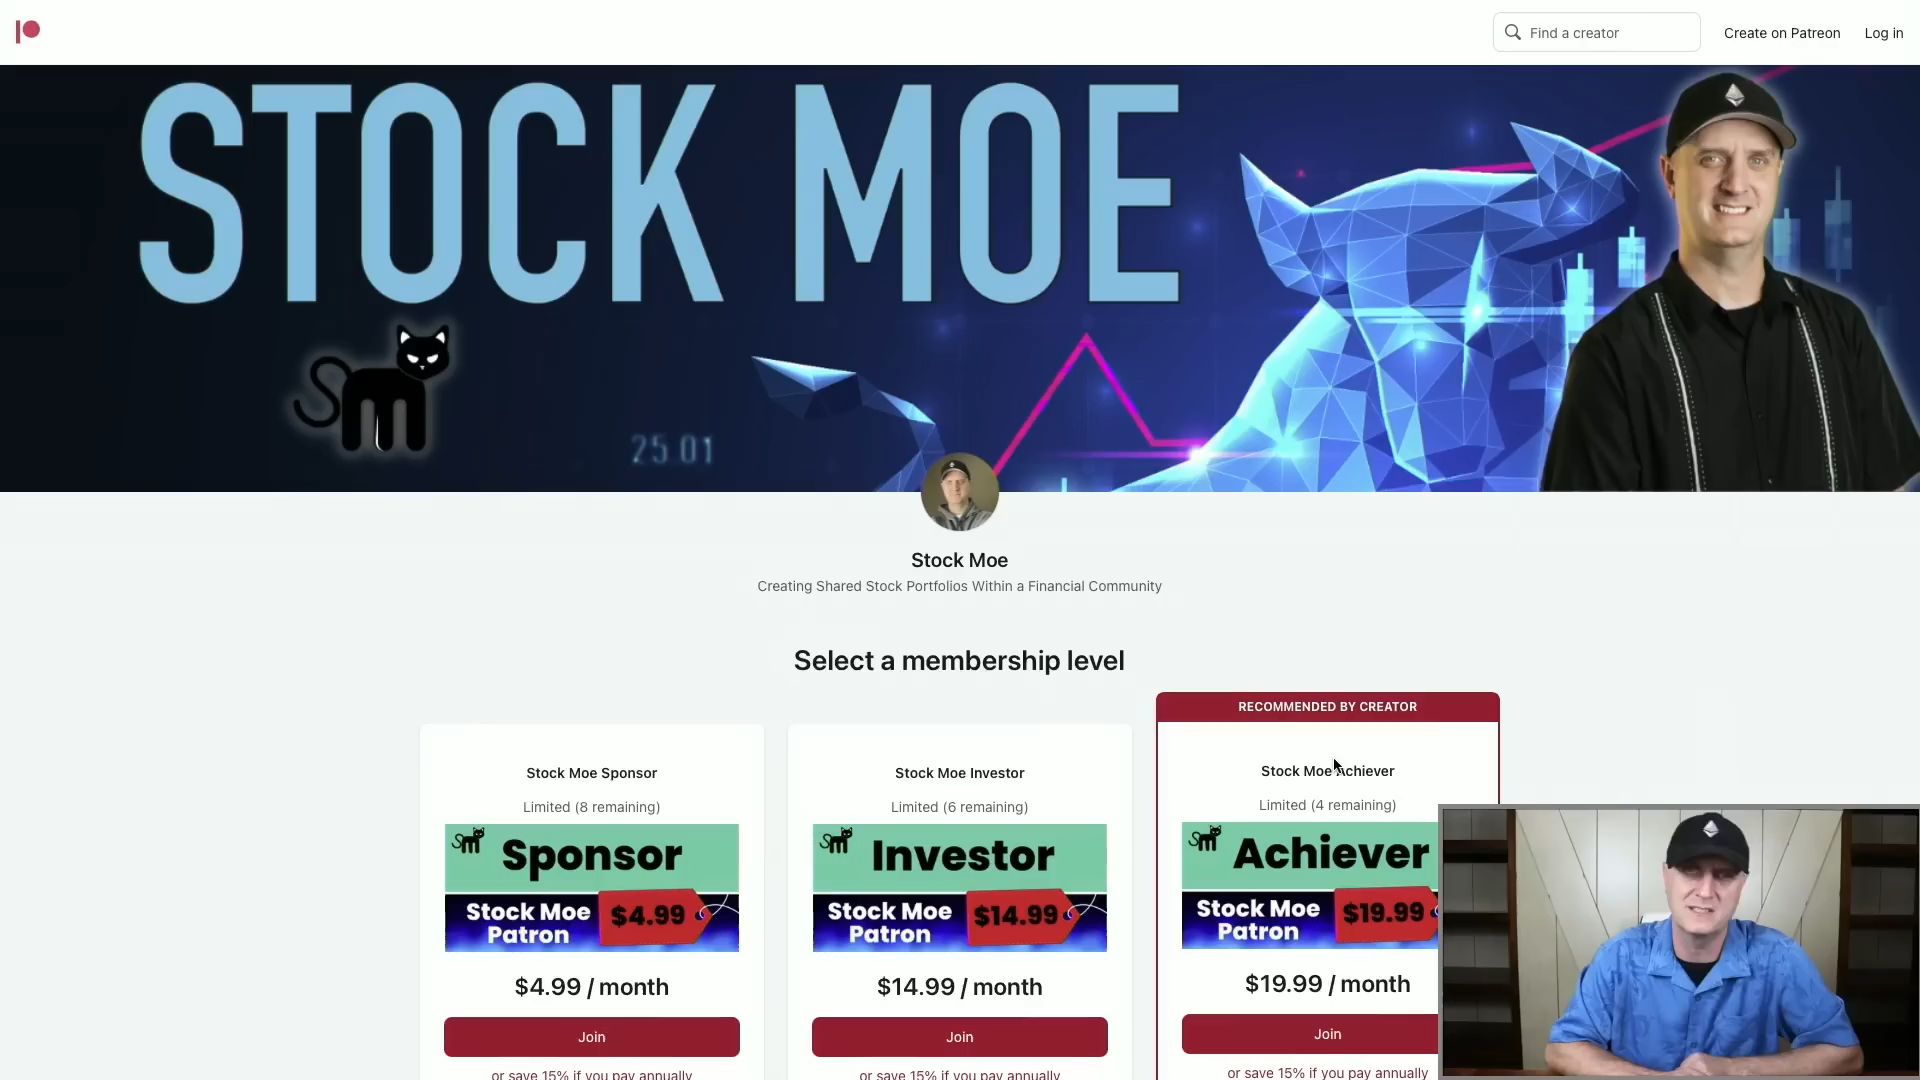 Find a creator
Create on Patreon
Log in
STOCK MOE
25 01
Stock Moe
Creating Shared Stock Portfolios Within a Financial Community
Select a membership level
Stock Moe Sponsor
Limited (8 remaining)
Sponsor
Stock Moe
Patron
$4.99
$4.99 / month
Join
or save 15% if you pay annually
Stock Moe Investor
Limited (6 remaining)
Investor
Stock Moe
Patron
$14.99
$14.99 / month
Join
or save 15% if you pay annually
RECOMMENDED BY CREATOR
Stock Moe Achiever
Limited (4 remaining)
Achiever
Stock Moe
Patron
$19.99
$19.99 / month
Join
or save 15% if you pay annually